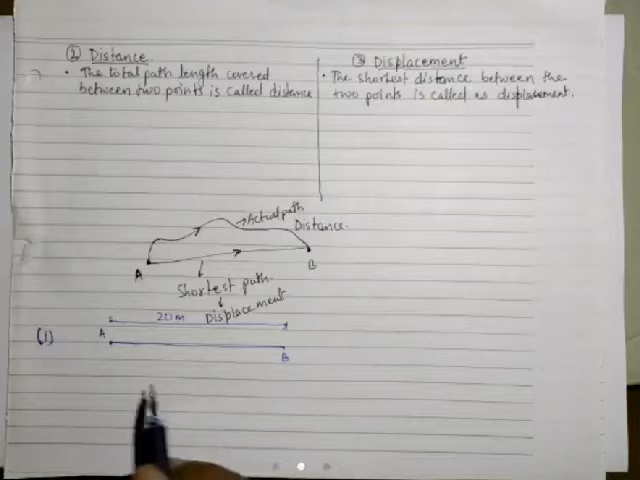 ② Distance
• The total path length covered
between two points is called distance
③ Displacement
• The shortest distance between the
two points is called as displacement.
Actual path
Distance
A
B
Shortest path
Displacement
20m
(1)
A
B